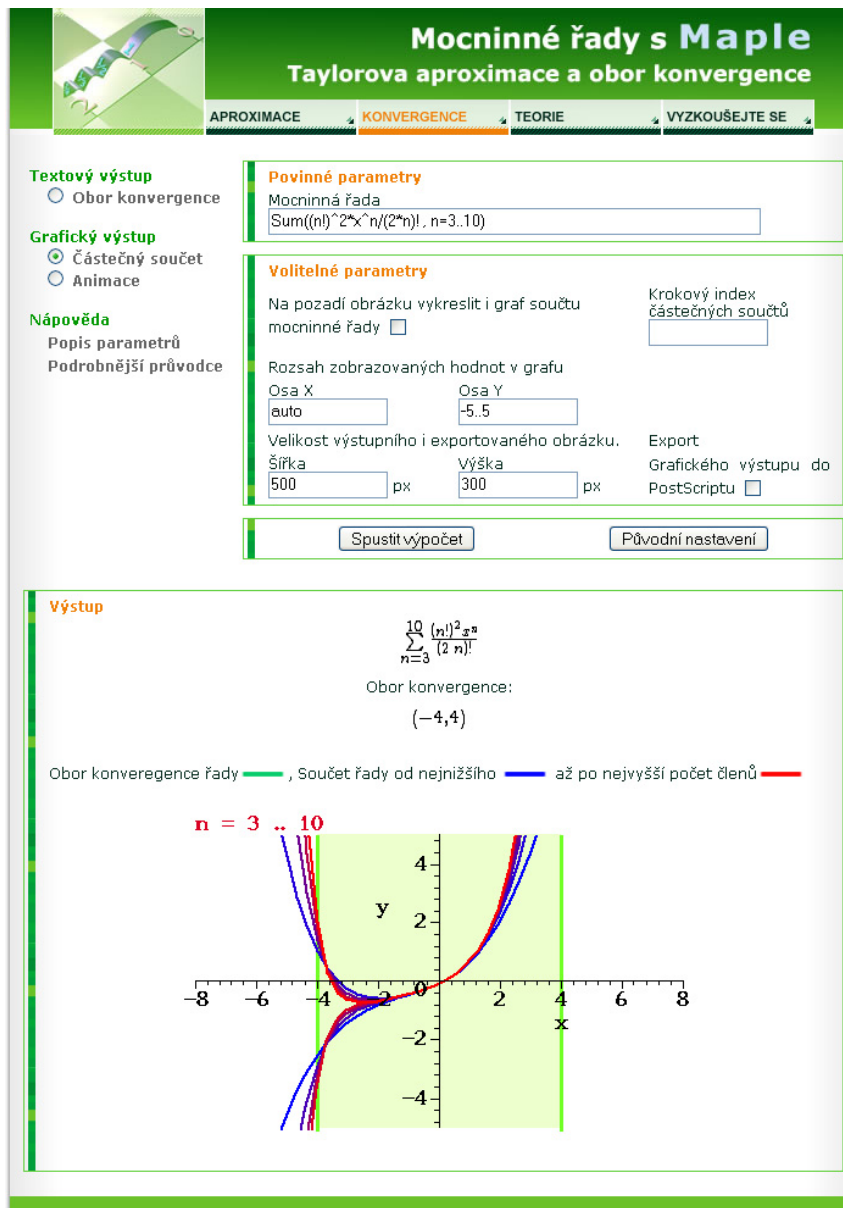 Mocninné řady s Maple
Taylorova aproximace a obor konvergence
APROXIMACE KONVERGENCE TEORIE VYZKOUŠEJTE SE
Textový výstup
Obor konvergence
Grafický výstup
Částečný součet
Animace
Nápověda
Popis parametrů
Podrobnější průvodce
Povinné parametry
Mocninná řada
Sum((n!)^2*x^n/(2*n)! , n=3..10)
Volitelné parametry
Na pozadí obrázku vykreslit i graf součtu
mocninné řady
Krokový index
částečných součtů
Rozsah zobrazovaných hodnot v grafu
Osa X Osa Y
auto -5..5
Velikost výstupního i exportovaného obrázku.
Šířka Výška
500 px 300 px
Export
Grafického výstupu do
PostScriptu
Spustit výpočet Původní nastavení
Výstup
10
∑ (n!)² xⁿ / (2 n)!
n=3
Obor konvergence:
(−4,4)
Obor konveregence řady , Součet řady od nejnižšího až po nejvyšší počet členů
n = 3 .. 10
4
y
2
−8 −6 −4 −2 0 2 4 6 8
x
−2
−4